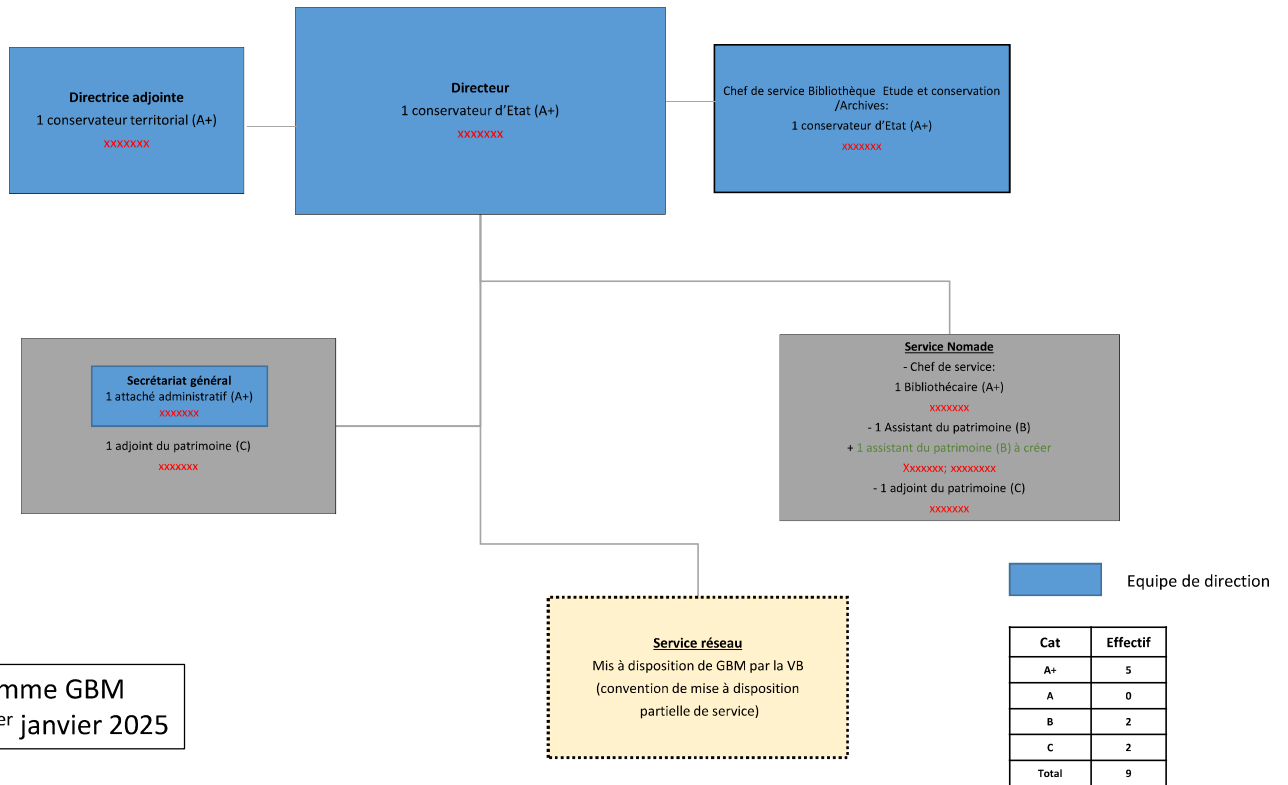 Directrice adjointe
1 conservateur territorial (A+)
xxxxxxx
Directeur
1 conservateur d’Etat (A+)
xxxxxxx
Chef de service Bibliothèque  Etude et conservation
/Archives:
1 conservateur d’Etat (A+)
xxxxxxx
Secrétariat général
1 attaché administratif (A+)
xxxxxxx
1 adjoint du patrimoine (C)
xxxxxxx
Service Nomade
- Chef de service:
1 Bibliothécaire (A+)
xxxxxxx
- 1 Assistant du patrimoine (B)
+ 1 assistant du patrimoine (B) à créer
Xxxxxxx; xxxxxxxx
- 1 adjoint du patrimoine (C)
xxxxxxx
Service réseau
Mis à disposition de GBM par la VB
(convention de mise à disposition
partielle de service)
Equipe de direction
Cat Effectif
A+ 5
A 0
B 2
C 2
Total 9
mme GBM
er janvier 2025